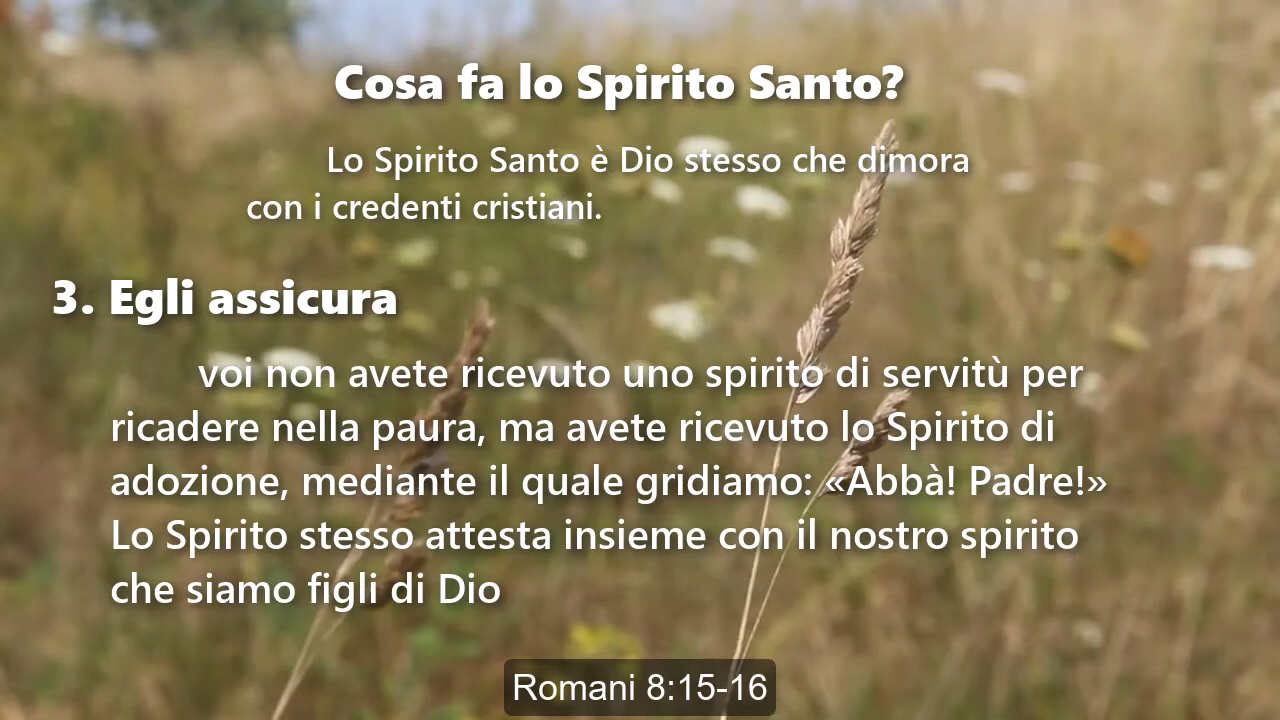 Cosa fa lo Spirito Santo?
Lo Spirito Santo è Dio stesso che dimora
con i credenti cristiani.
3. Egli assicura
voi non avete ricevuto uno spirito di servitù per
ricadere nella paura, ma avete ricevuto lo Spirito di
adozione, mediante il quale gridiamo: «Abbà! Padre!»
Lo Spirito stesso attesta insieme con il nostro spirito
che siamo figli di Dio
Romani 8:15-16